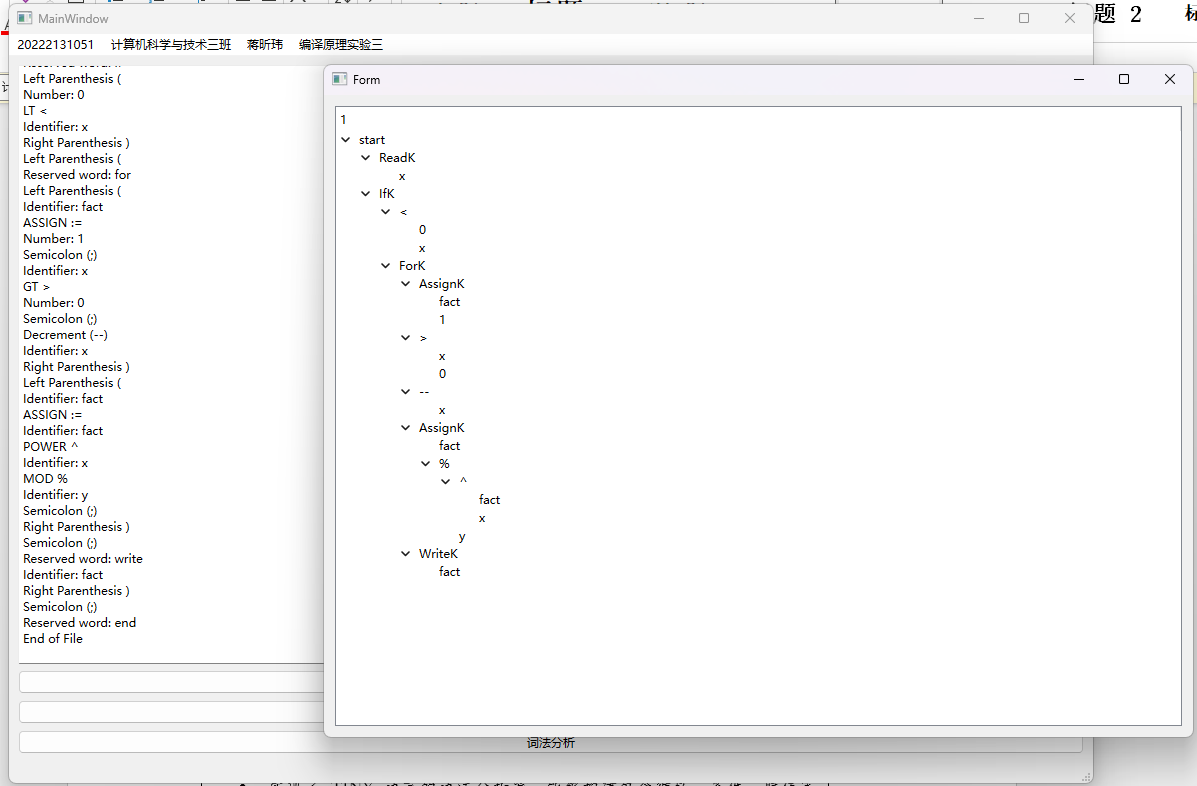 MainWindow
题 2
20222131051 计算机科学与技术三班 蒋昕玮 编译原理实验三
Left Parenthesis (
Number: 0
LT <
Identifier: x
Right Parenthesis )
Left Parenthesis (
Reserved word: for
Left Parenthesis (
Identifier: fact
ASSIGN :=
Number: 1
Semicolon (;)
Identifier: x
GT >
Number: 0
Semicolon (;)
Decrement (--)
Identifier: x
Right Parenthesis )
Left Parenthesis (
Identifier: fact
ASSIGN :=
Identifier: fact
POWER ^
Identifier: x
MOD %
Identifier: y
Semicolon (;)
Right Parenthesis )
Semicolon (;)
Reserved word: write
Identifier: fact
Right Parenthesis )
Semicolon (;)
Reserved word: end
End of File
Form
1
start
ReadK
x
IfK
<
0
x
ForK
AssignK
fact
1
>
x
0
--
x
AssignK
fact
%
^
fact
x
y
WriteK
fact
词法分析